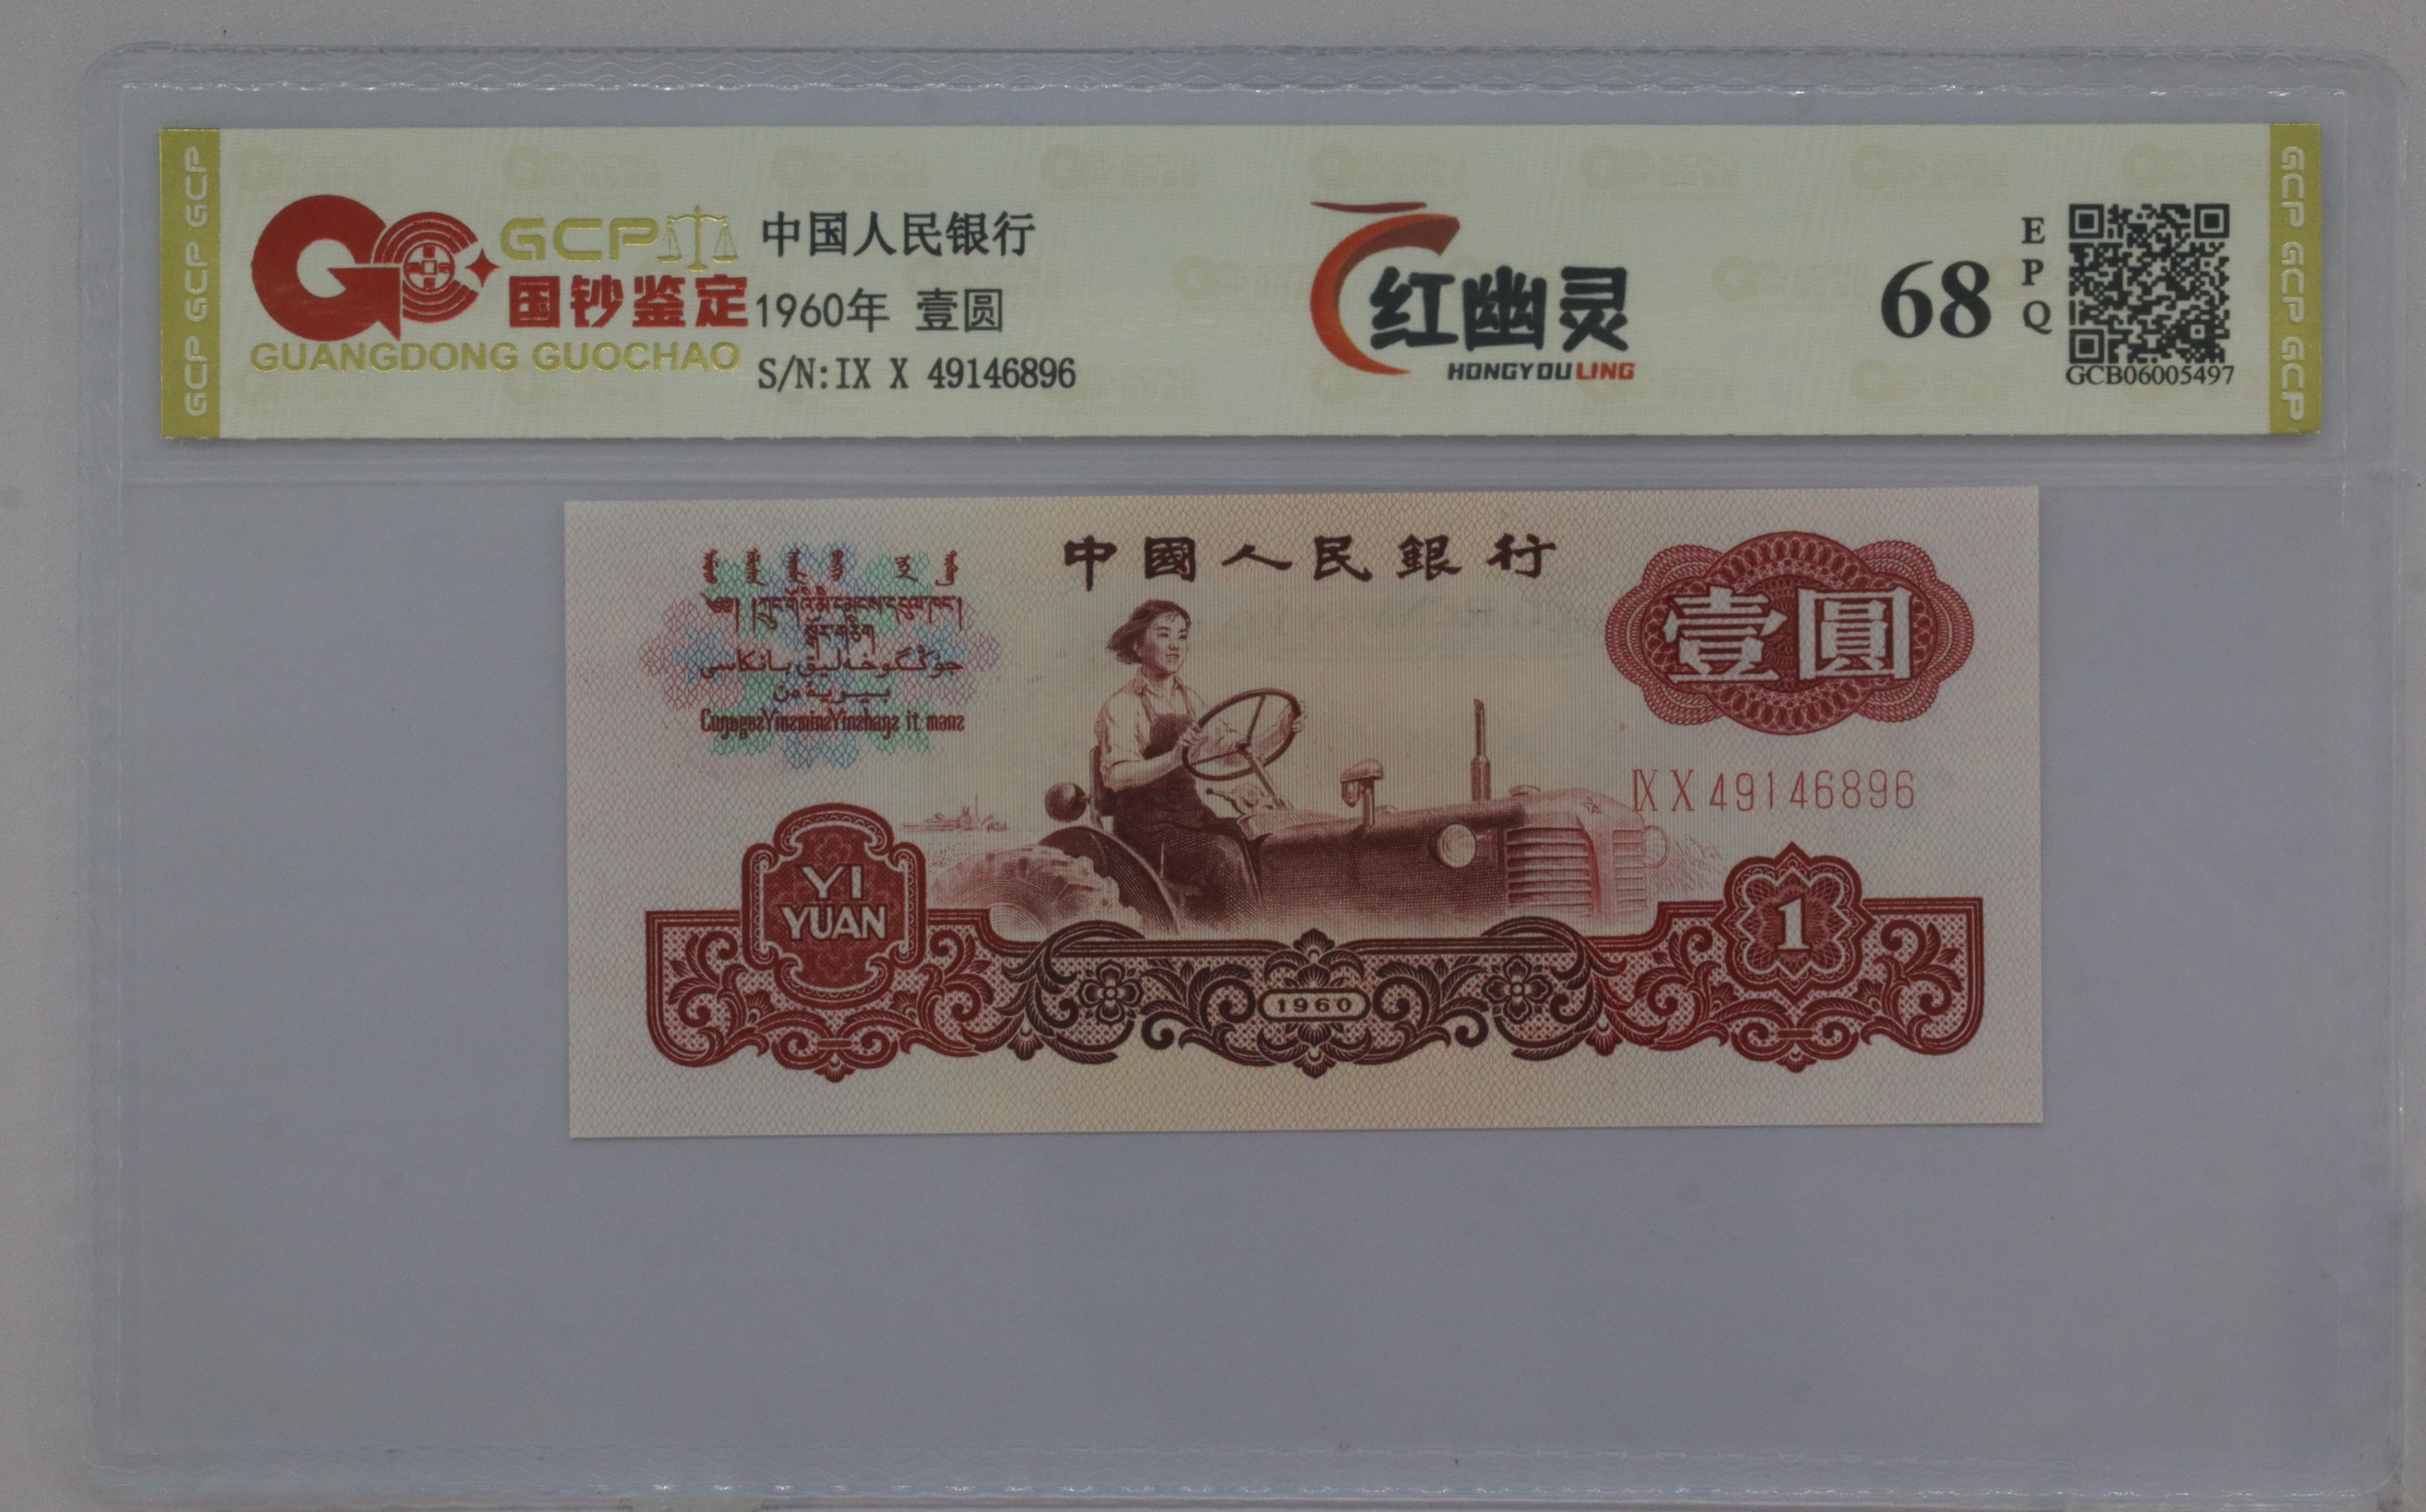 GCP GCP GCP
GCP
国钞鉴定
GUANGDONG GUOCHAO
中国人民银行
1960年 壹圆
S/N:IX X 49146896
红幽灵
HONGYOULING
68
EPQ
GCB06005497
GCP GCP GCP
中國人民銀行
壹圓
IX X 49146896
YI
YUAN
1960
1